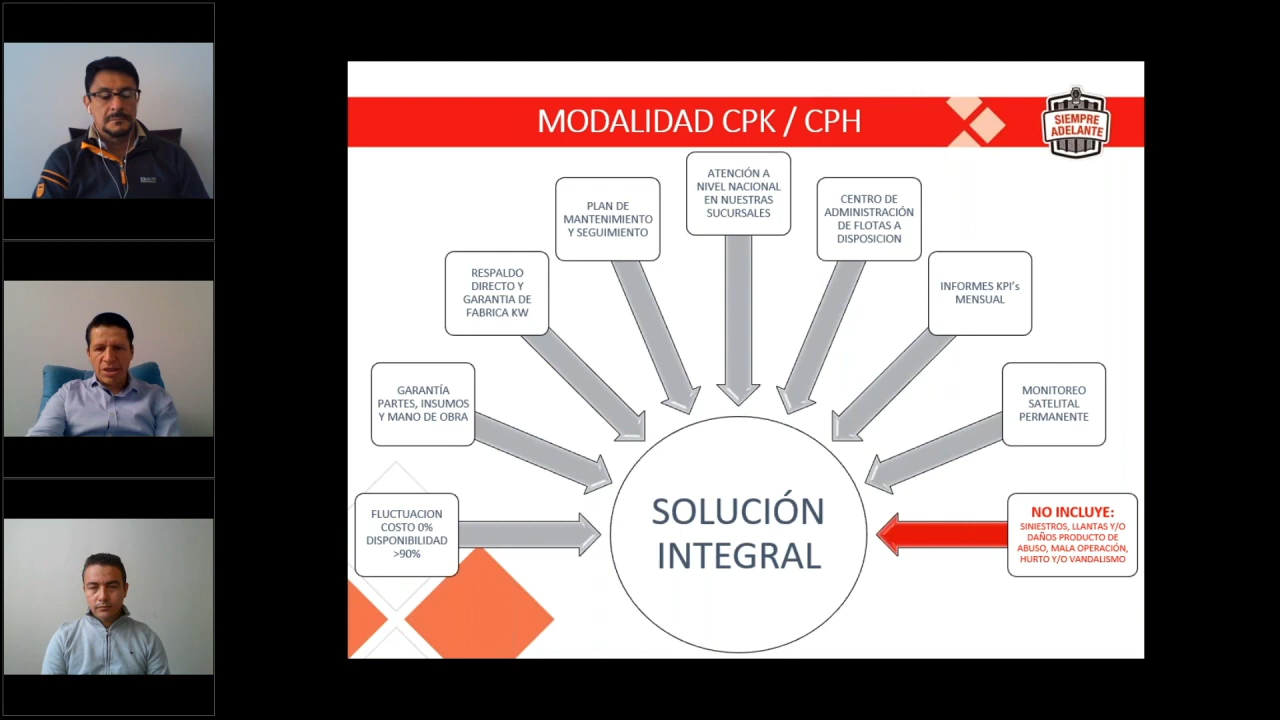 MODALIDAD CPK / CPH
SIEMPRE
ADELANTE
FLUCTUACION
COSTO 0%
DISPONIBILIDAD
>90%
GARANTÍA
PARTES, INSUMOS
Y MANO DE OBRA
RESPALDO
DIRECTO Y
GARANTIA DE
FABRICA KW
PLAN DE
MANTENIMIENTO
Y SEGUIMIENTO
ATENCIÓN A
NIVEL NACIONAL
EN NUESTRAS
SUCURSALES
CENTRO DE
ADMINISTRACIÓN
DE FLOTAS A
DISPOSICION
INFORMES KPI's
MENSUAL
MONITOREO
SATELITAL
PERMANENTE
NO INCLUYE:
SINIESTROS, LLANTAS Y/O
DAÑOS PRODUCTO DE
ABUSO, MALA OPERACIÓN,
HURTO Y/O VANDALISMO
SOLUCIÓN
INTEGRAL